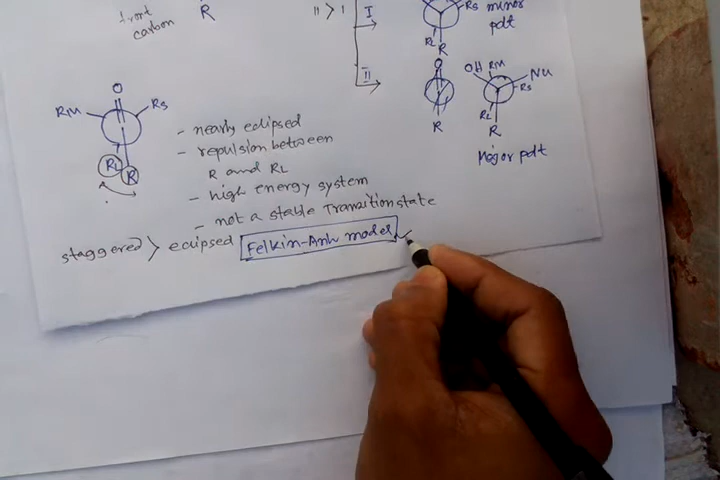 front
carbon
R
II > I
I
II
Rs
minor
pdt
RL
R
O
R
OH
RM
Nu
Rs
RL
R
Major pdt
O
RM
Rs
RL
R
- nearly eclipsed
- repulsion between
R and RL
- high energy system
- not a stable Transition state
staggered > eclipsed
Felkin-Anh model